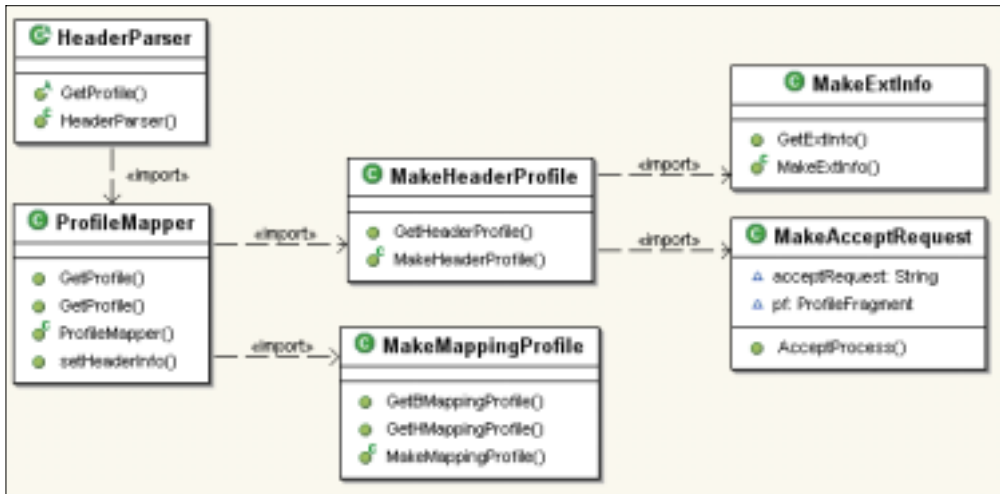 HeaderParser
GetProfile()
HeaderParser()
«import»
ProfileMapper
GetProfile()
GetProfile()
ProfileMapper()
setHeaderInfo()
«import»
«import»
MakeHeaderProfile
GetHeaderProfile()
MakeHeaderProfile()
MakeMappingProfile
GetBMappingProfile()
GetHMappingProfile()
MakeMappingProfile()
«import»
«import»
MakeExtInfo
GetExtInfo()
MakeExtInfo()
MakeAcceptRequest
acceptRequest: String
pf: ProfileFragment
AcceptProcess()